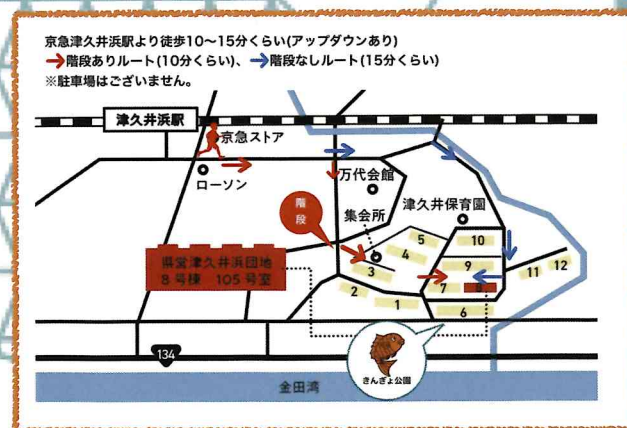 京急津久井浜駅より徒歩10〜15分くらい(アップダウンあり)
→階段ありルート(10分くらい)、→階段なしルート(15分くらい)
※駐車場はございません。
津久井浜駅
京急ストア
ローソン
万代会館
階段
集会所
津久井保育園
5
10
4
9
3
県営津久井浜団地
8号棟 105号室
11
12
2
7
8
1
6
134
きんぎょ公園
金田湾